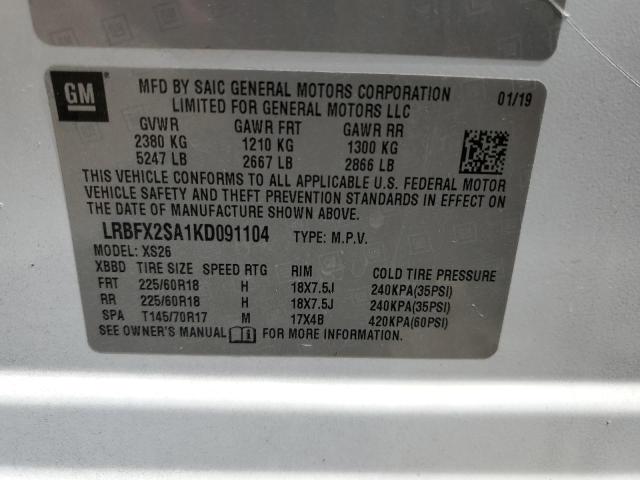 GM
MFD BY SAIC GENERAL MOTORS CORPORATION
LIMITED FOR GENERAL MOTORS LLC
01/19
GVWR GAWR FRT GAWR RR
2380 KG 1210 KG 1300 KG
5247 LB 2667 LB 2866 LB
THIS VEHICLE CONFORMS TO ALL APPLICABLE U.S. FEDERAL MOTOR
VEHICLE SAFETY AND THEFT PREVENTION STANDARDS IN EFFECT ON
THE DATE OF MANUFACTURE SHOWN ABOVE.
LRBFX2SA1KD091104 TYPE: M.P.V.
MODEL: XS26
XBBD TIRE SIZE SPEED RTG RIM COLD TIRE PRESSURE
FRT 225/60R18 H 18X7.5J 240KPA(35PSI)
RR 225/60R18 H 18X7.5J 240KPA(35PSI)
SPA T145/70R17 M 17X4B 420KPA(60PSI)
SEE OWNER'S MANUAL FOR MORE INFORMATION.